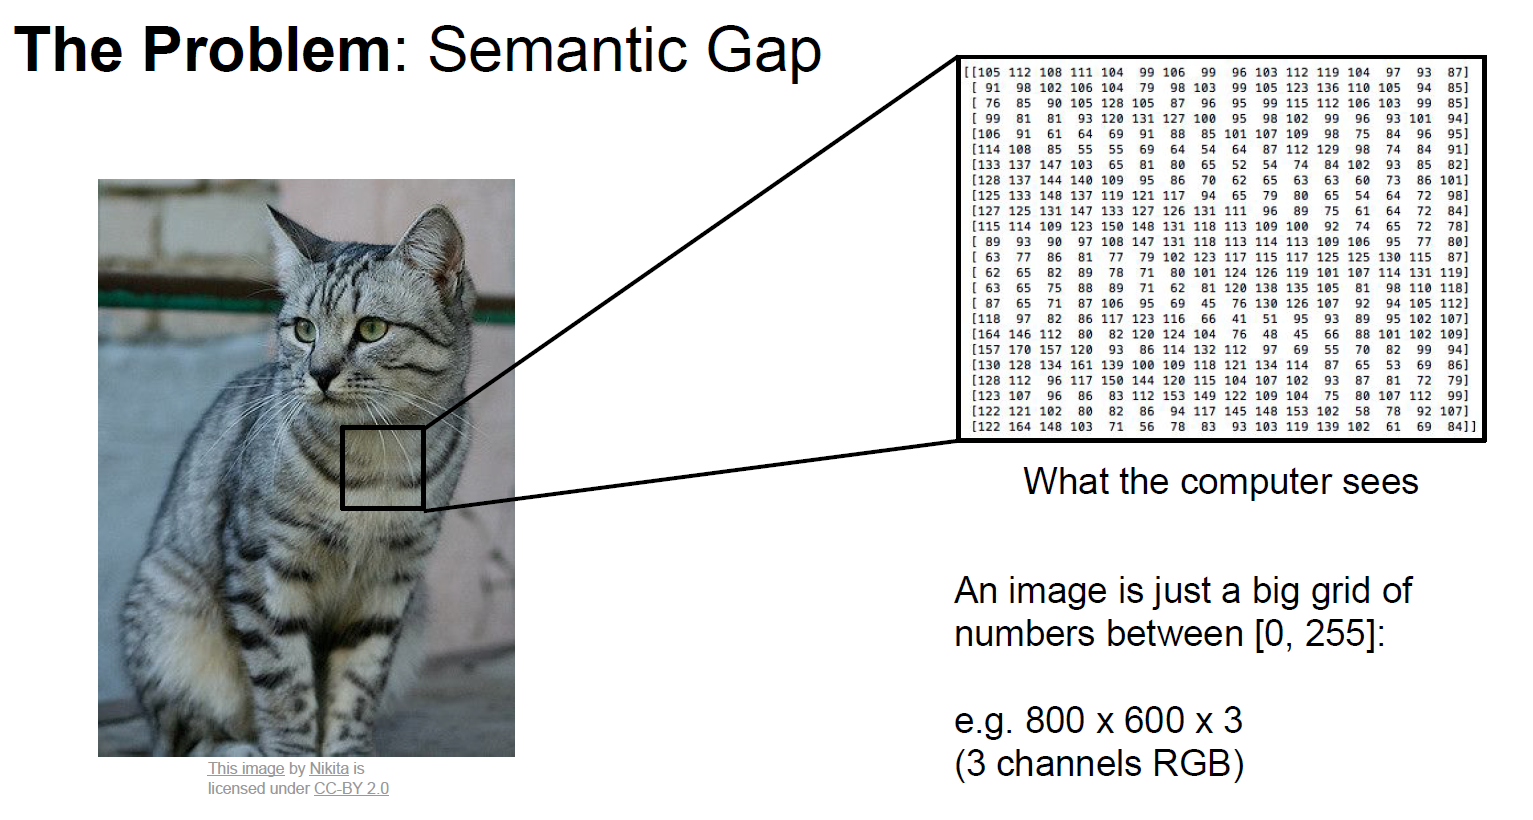 The Problem: Semantic Gap
[[105 112 108 111 104 99 106 99 96 103 112 119 104 97 93 87]
[ 91 98 102 106 104 79 98 103 99 105 123 136 110 105 94 85]
[ 76 85 90 105 128 105 87 96 95 99 115 112 106 103 99 85]
[ 99 81 81 93 120 131 127 100 95 98 102 99 96 93 101 94]
[106 91 61 64 69 91 88 85 101 107 109 98 75 84 96 95]
[114 108 85 55 55 69 64 54 64 87 112 129 98 74 84 91]
[133 137 147 103 65 81 80 65 52 54 74 84 102 93 85 82]
[128 137 144 140 109 95 86 70 62 65 63 63 60 73 86 101]
[125 133 148 137 119 121 117 94 65 79 80 65 54 64 72 98]
[127 125 131 147 133 127 126 131 111 96 89 75 61 64 72 84]
[115 114 109 123 150 148 131 118 113 109 100 92 74 65 72 78]
[ 89 93 90 97 108 147 131 118 113 114 113 109 106 95 77 80]
[ 63 77 86 81 77 79 102 123 117 115 117 125 125 130 115 87]
[ 62 65 82 89 78 71 80 101 124 126 119 101 107 114 131 119]
[ 63 65 75 88 89 71 62 81 120 138 135 105 81 98 110 118]
[ 87 65 71 87 106 95 69 45 76 130 126 107 92 94 105 112]
[118 97 82 86 117 123 116 66 41 51 95 93 89 95 102 107]
[164 146 112 80 82 120 124 104 76 48 45 66 88 101 102 109]
[157 170 157 120 93 86 114 132 112 97 69 55 70 82 99 94]
[130 128 134 161 139 100 109 118 121 134 114 87 65 53 69 86]
[128 112 96 117 150 144 120 115 104 107 102 93 87 81 72 79]
[123 107 96 86 83 112 153 149 122 109 104 75 80 107 112 99]
[122 121 102 80 82 86 94 117 145 148 153 102 58 78 92 107]
[122 164 148 103 71 56 78 83 93 103 119 139 102 61 69 84]]
What the computer sees
An image is just a big grid of
numbers between [0, 255]:
e.g. 800 x 600 x 3
(3 channels RGB)
This image by Nikita is
licensed under CC-BY 2.0